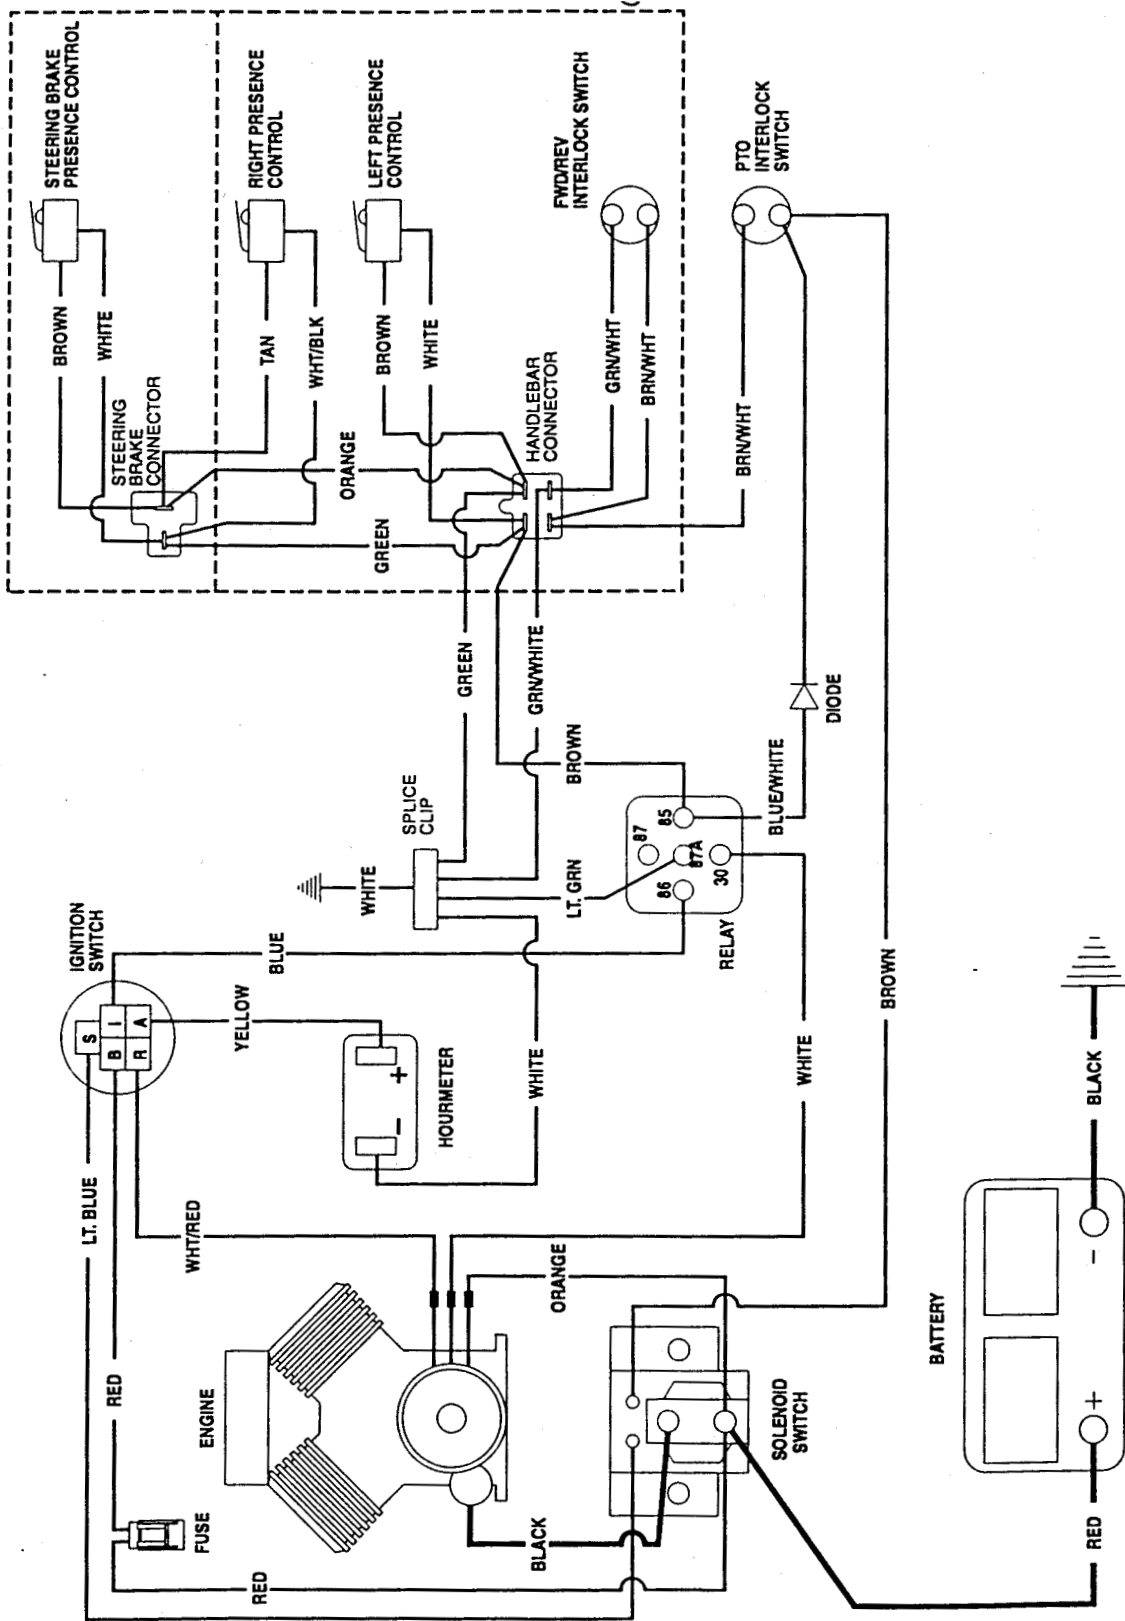 STEERING BRAKE
PRESENCE CONTROL
BROWN
WHITE
STEERING
BRAKE
CONNECTOR
RIGHT PRESENCE
CONTROL
TAN
WHT/BLK
ORANGE
GREEN
LEFT PRESENCE
CONTROL
BROWN
WHITE
HANDLEBAR
CONNECTOR
FWD/REV
INTERLOCK SWITCH
GRN/WHT
BRN/WHT
PTO
INTERLOCK
SWITCH
BRN/WHT
GREEN
GRN/WHITE
BROWN
DIODE
BLUE/WHITE
SPLICE
CLIP
WHITE
LT. GRN
87
85
87A
86
30
RELAY
IGNITION
SWITCH
S
I
B
A
R
BLUE
YELLOW
+
-
HOURMETER
WHITE
WHITE
BROWN
LT. BLUE
WHT/RED
RED
ENGINE
ORANGE
FUSE
RED
BLACK
SOLENOID
SWITCH
BATTERY
-
+
BLACK
RED